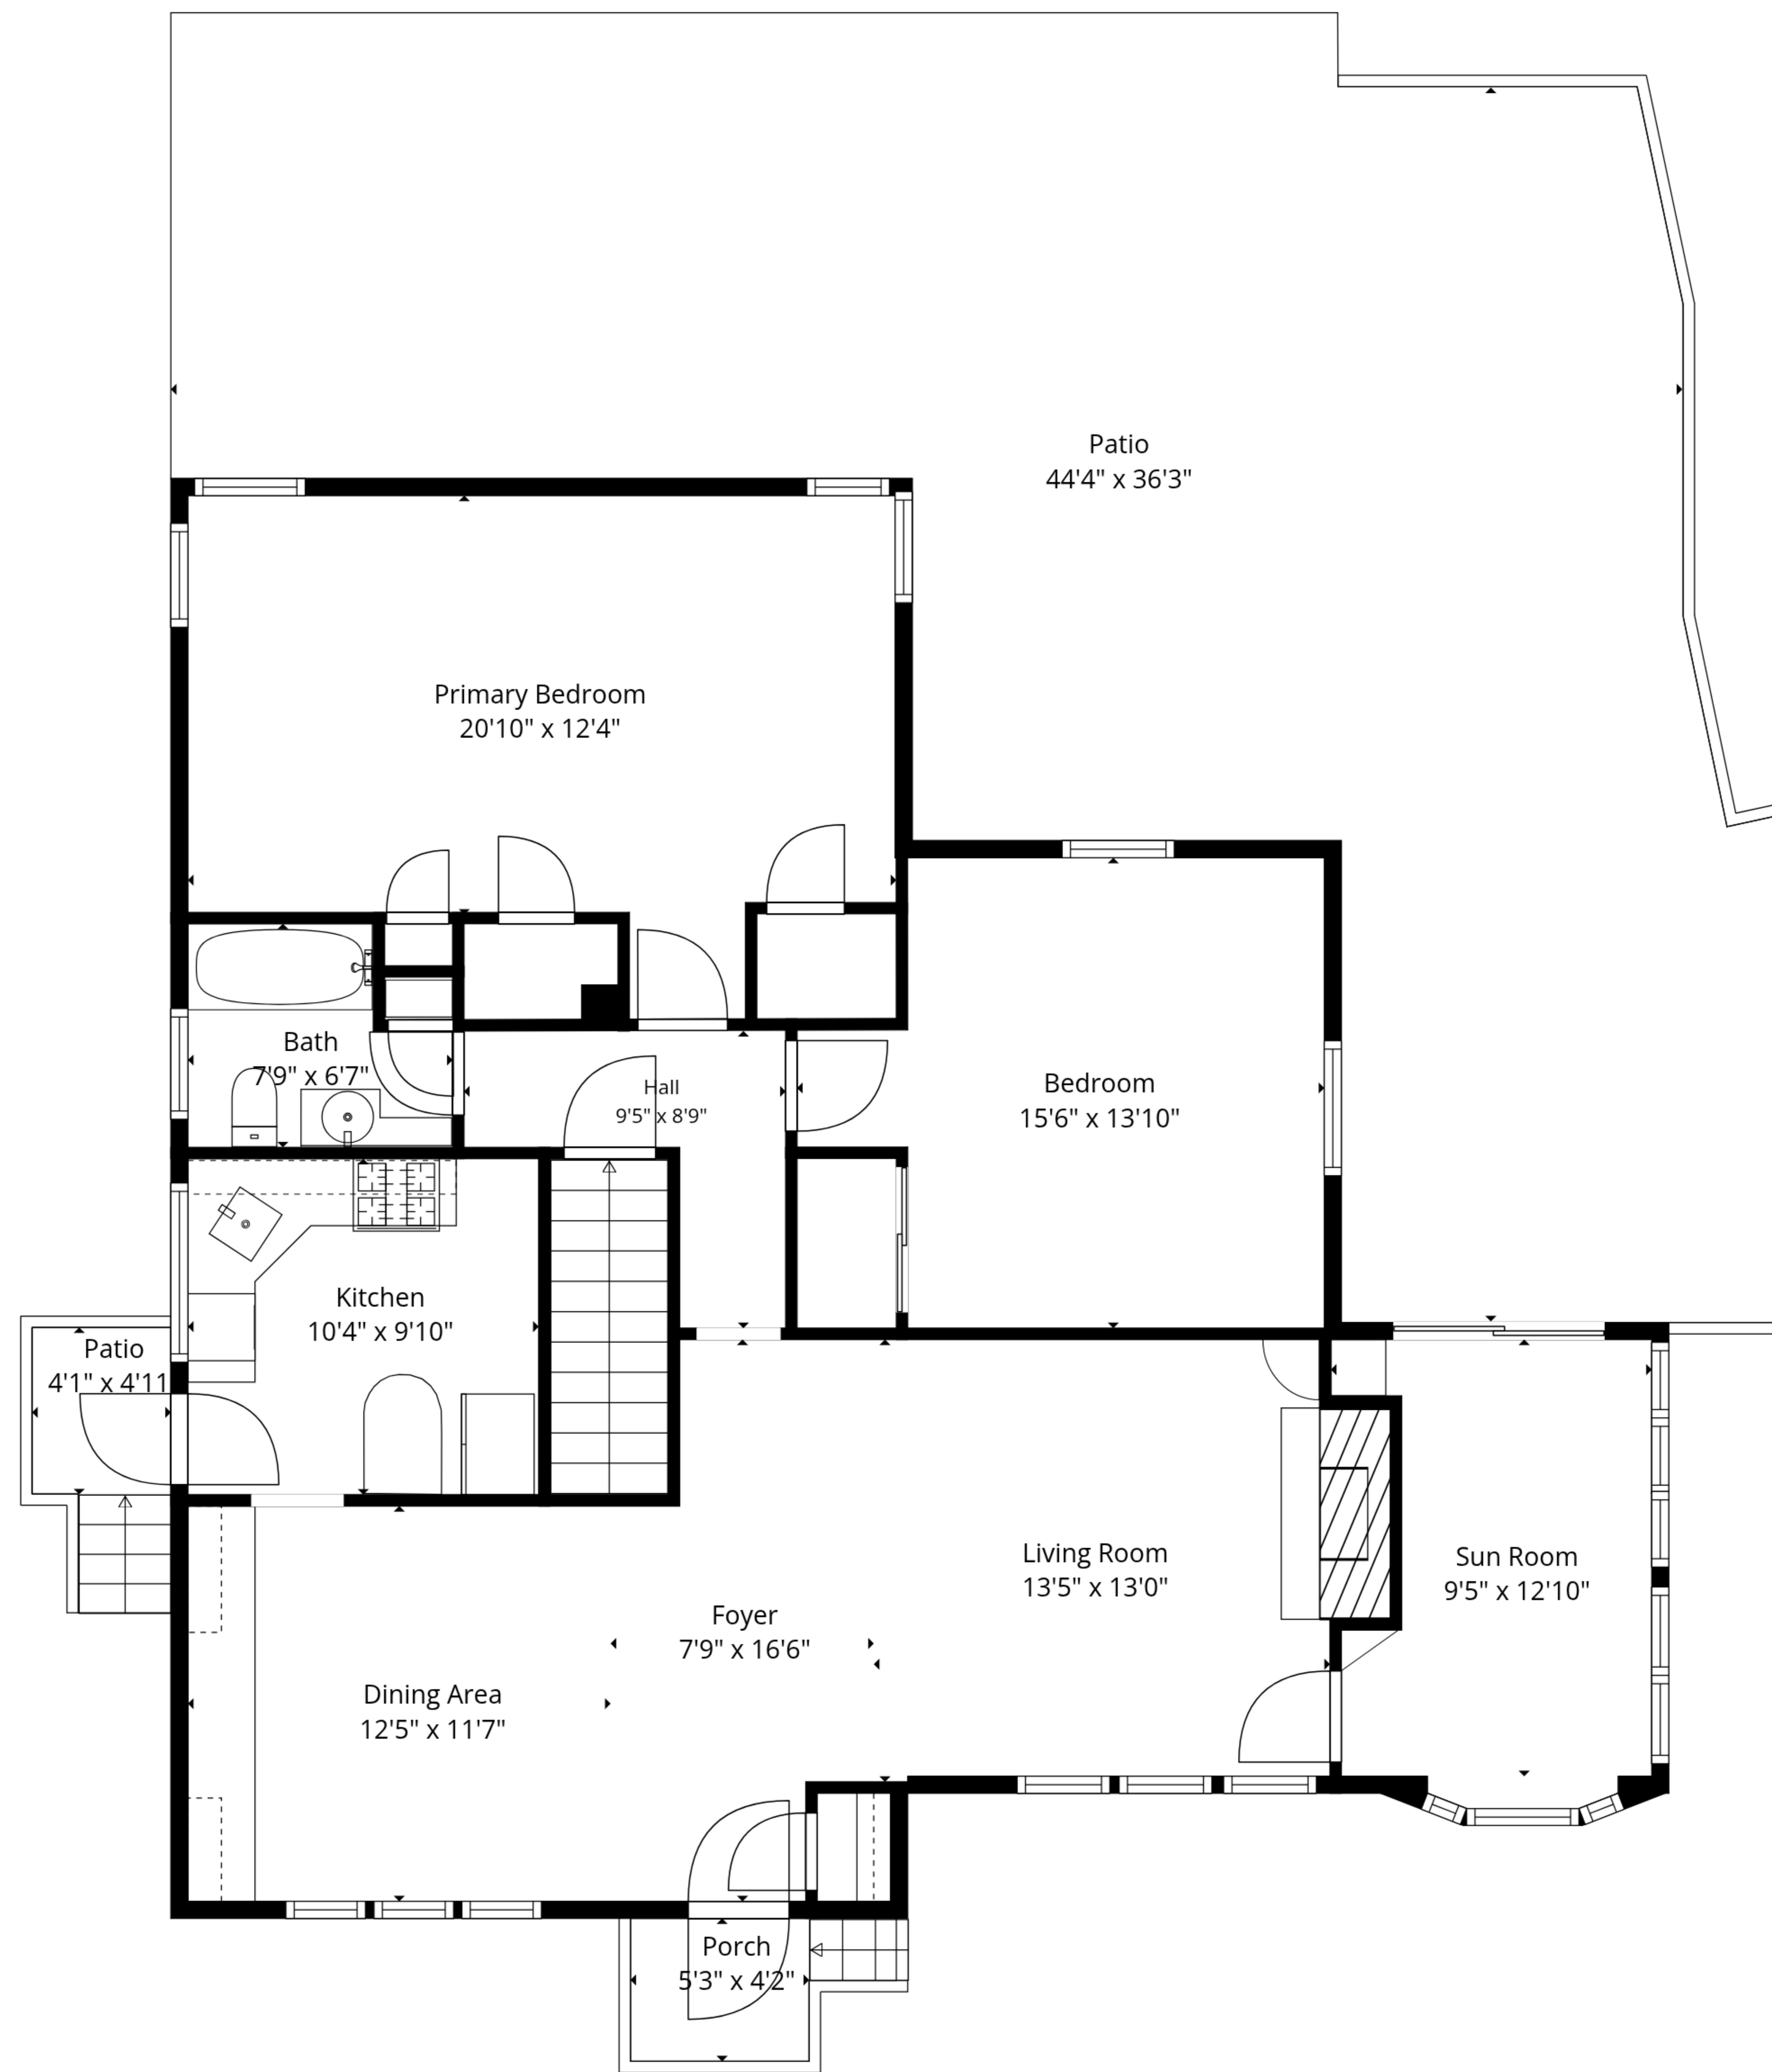 Patio
44'4" x 36'3"
Primary Bedroom
20'10" x 12'4"
Bath
7'9" x 6'7"
Hall
9'5" x 8'9"
Bedroom
15'6" x 13'10"
Kitchen
10'4" x 9'10"
Patio
4'1" x 4'11
Living Room
13'5" x 13'0"
Sun Room
9'5" x 12'10"
Foyer
7'9" x 16'6"
Dining Area
12'5" x 11'7"
Porch
5'3" x 4'2"